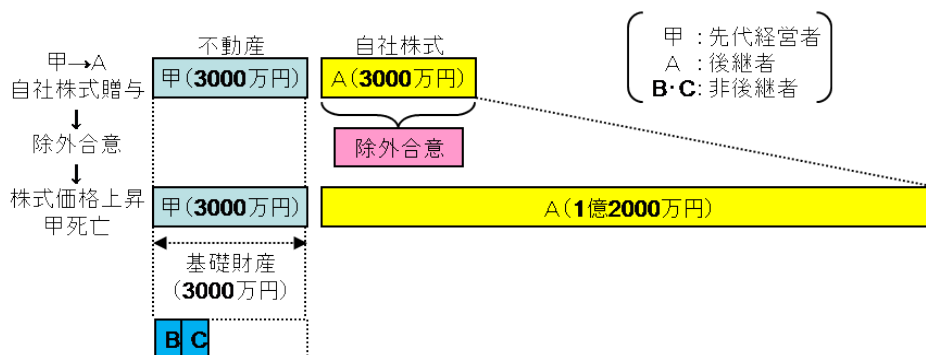 不動産
自社株式
甲：先代経営者
A：後継者
B・C：非後継者
甲→A
自社株式贈与
甲(3000万円)
A(3000万円)
↓
除外合意
除外合意
↓
株式価格上昇
甲死亡
甲(3000万円)
A(1億2000万円)
基礎財産
(3000万円)
B C